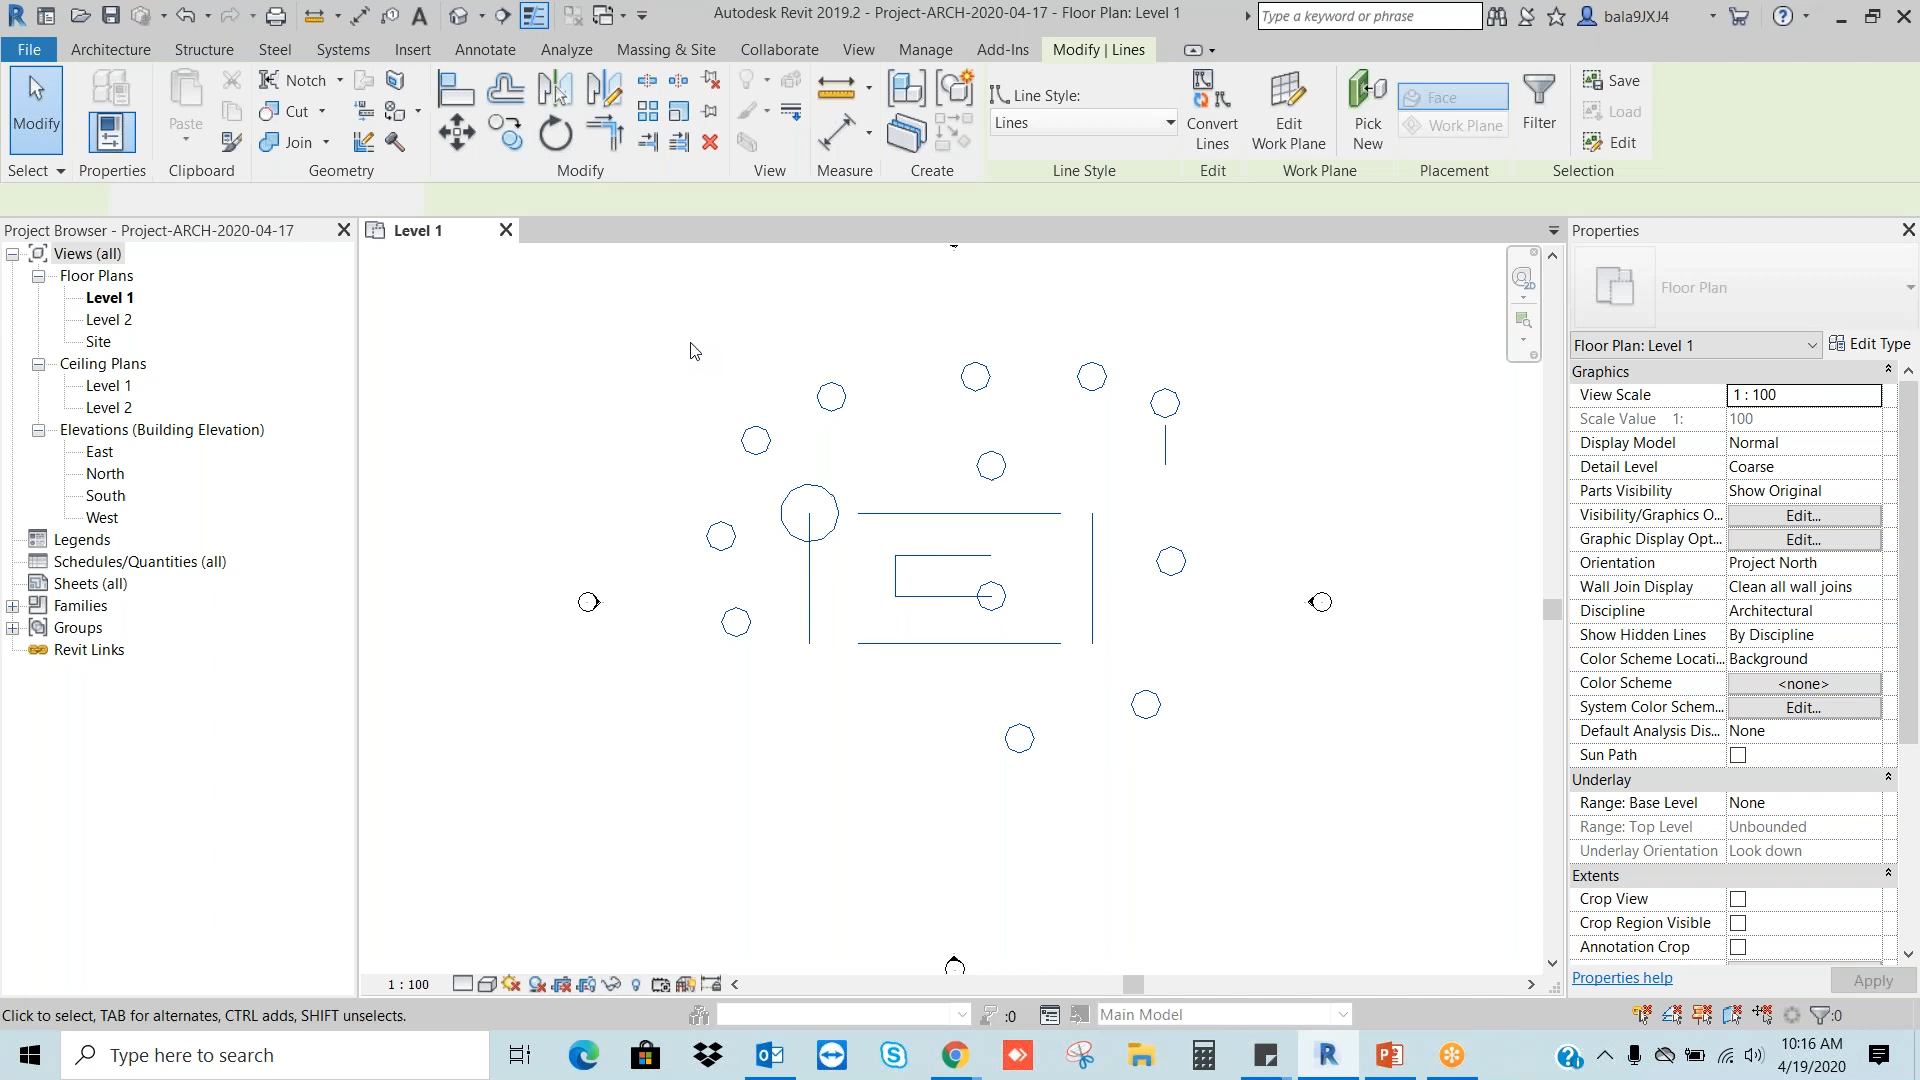 Autodesk Revit 2019.2 - Project-ARCH-2020-04-17 - Floor Plan: Level 1
Type a keyword or phrase
bala9JXJ4
File Architecture Structure Steel Systems Insert Annotate Analyze Massing & Site Collaborate View Manage Add-Ins Modify | Lines
Modify
Paste
Notch
Cut
Join
Line Style:
Lines
Convert
Lines
Edit
Work Plane
Pick
New
Face
Work Plane
Filter
Save
Load
Edit
Select Properties Clipboard Geometry Modify View Measure Create Line Style Edit Work Plane Placement Selection
Project Browser - Project-ARCH-2020-04-17
Views (all)
Floor Plans
Level 1
Level 2
Site
Ceiling Plans
Level 1
Level 2
Elevations (Building Elevation)
East
North
South
West
Legends
Schedules/Quantities (all)
Sheets (all)
Families
Groups
Revit Links
Level 1
2D
1 : 100
Properties
Floor Plan
Floor Plan: Level 1 Edit Type
Graphics
View Scale 1 : 100
Scale Value 1: 100
Display Model Normal
Detail Level Coarse
Parts Visibility Show Original
Visibility/Graphics O... Edit...
Graphic Display Opt... Edit...
Orientation Project North
Wall Join Display Clean all wall joins
Discipline Architectural
Show Hidden Lines By Discipline
Color Scheme Locati... Background
Color Scheme <none>
System Color Schem... Edit...
Default Analysis Dis... None
Sun Path
Underlay
Range: Base Level None
Range: Top Level Unbounded
Underlay Orientation Look down
Extents
Crop View
Crop Region Visible
Annotation Crop
Properties help Apply
Click to select, TAB for alternates, CTRL adds, SHIFT unselects.
:0
Main Model
:0
Type here to search
10:16 AM
4/19/2020